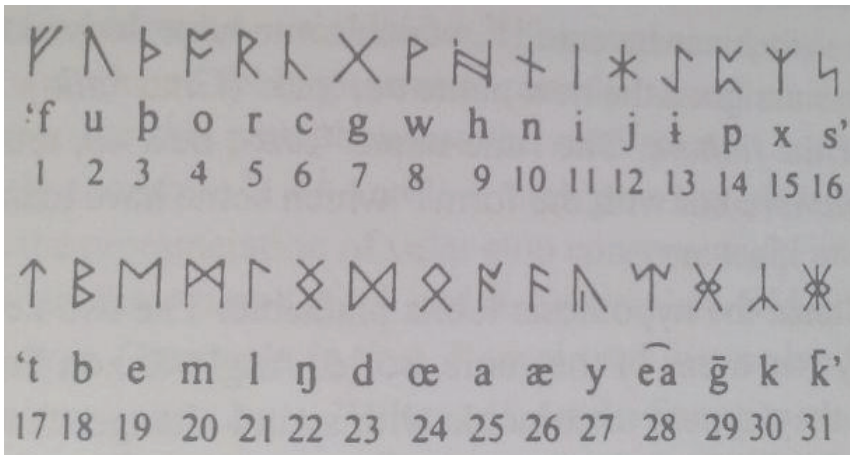 ᚠ ᚢ ᚦ ᚩ ᚱ ᚳ ᚷ ᚹ ᚻ ᚾ ᛁ ᛡ ᛇ ᛈ ᛉ ᛋ
‘f u þ o r c g w h n i j ɨ p x s’
1 2 3 4 5 6 7 8 9 10 11 12 13 14 15 16
ᛏ ᛒ ᛖ ᛗ ᛚ ᛝ ᛞ ᛟ ᚪ ᚫ ᚣ ᛠ ᚸ ᛣ ᛤ
‘t b e m l ŋ d œ a æ y e͡a ḡ k k̄’
17 18 19 20 21 22 23 24 25 26 27 28 29 30 31